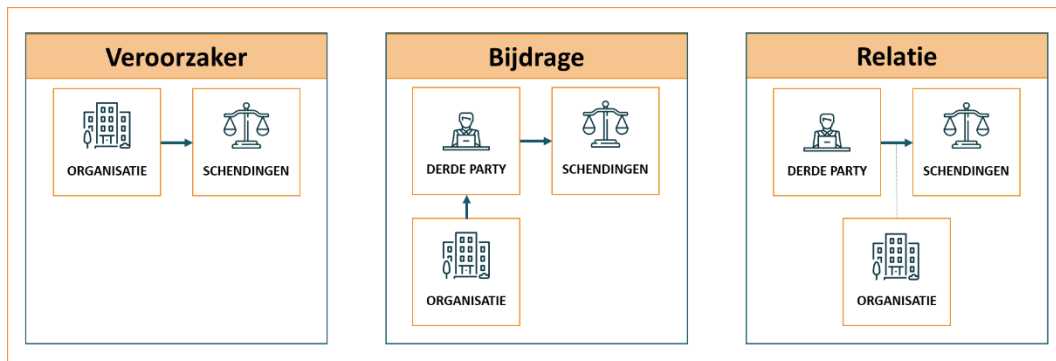 Veroorzaker
ORGANISATIE
SCHENDINGEN
Bijdrage
DERDE PARTY
SCHENDINGEN
ORGANISATIE
Relatie
DERDE PARTY
SCHENDINGEN
ORGANISATIE